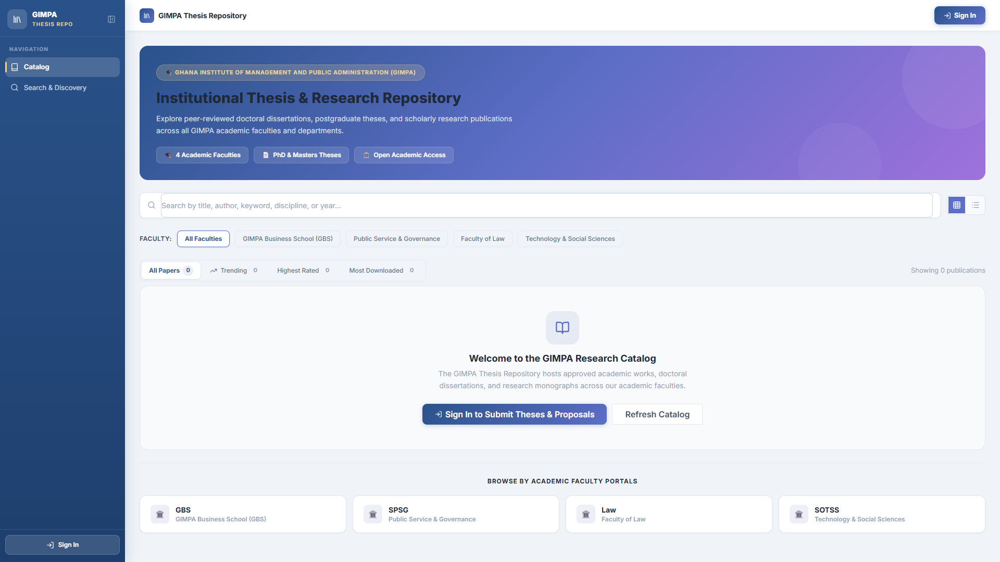 GIMPA
THESIS REPO
NAVIGATION
Catalog
Search & Discovery
Sign In
GIMPA Thesis Repository
Sign In
GHANA INSTITUTE OF MANAGEMENT AND PUBLIC ADMINISTRATION (GIMPA)
Institutional Thesis & Research Repository
Explore peer-reviewed doctoral dissertations, postgraduate theses, and scholarly research publications
across all GIMPA academic faculties and departments.
4 Academic Faculties
PhD & Masters Theses
Open Academic Access
Search by title, author, keyword, discipline, or year...
FACULTY:
All Faculties
GIMPA Business School (GBS)
Public Service & Governance
Faculty of Law
Technology & Social Sciences
All Papers 0
Trending 0
Highest Rated 0
Most Downloaded 0
Showing 0 publications
Welcome to the GIMPA Research Catalog
The GIMPA Thesis Repository hosts approved academic works, doctoral
dissertations, and research monographs across our academic faculties.
Sign In to Submit Theses & Proposals
Refresh Catalog
BROWSE BY ACADEMIC FACULTY PORTALS
GBS
GIMPA Business School (GBS)
SPSG
Public Service & Governance
Law
Faculty of Law
SOTSS
Technology & Social Sciences